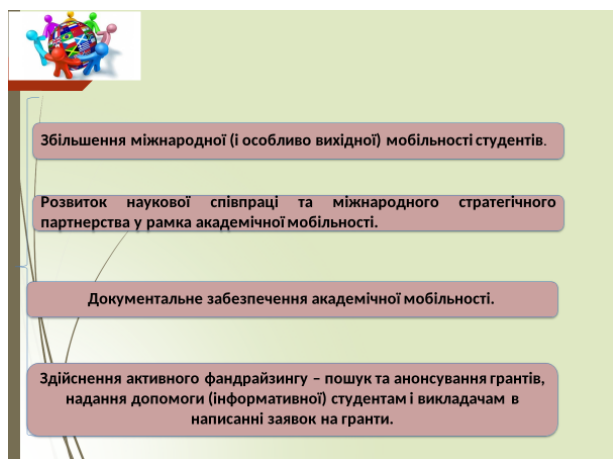 Збільшення міжнародної (і особливо вихідної) мобільності студентів.
Розвиток наукової співпраці та міжнародного стратегічного
партнерства у рамка академічної мобільності.
Документальне забезпечення академічної мобільності.
Здійснення активного фандрайзингу – пошук та анонсування грантів,
надання допомоги (інформативної) студентам і викладачам в
написанні заявок на гранти.